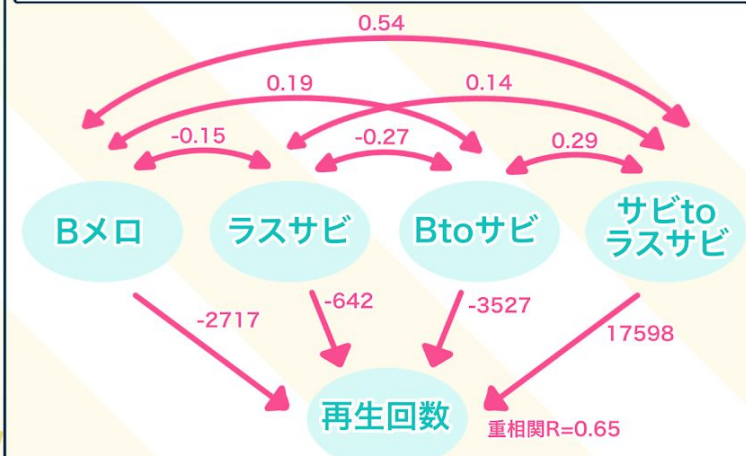 0.54
0.19
0.14
-0.15
-0.27
0.29
Bメロ
ラスサビ
Btoサビ
サビto
ラスサビ
-2717
-642
-3527
17598
再生回数
重相関R=0.65